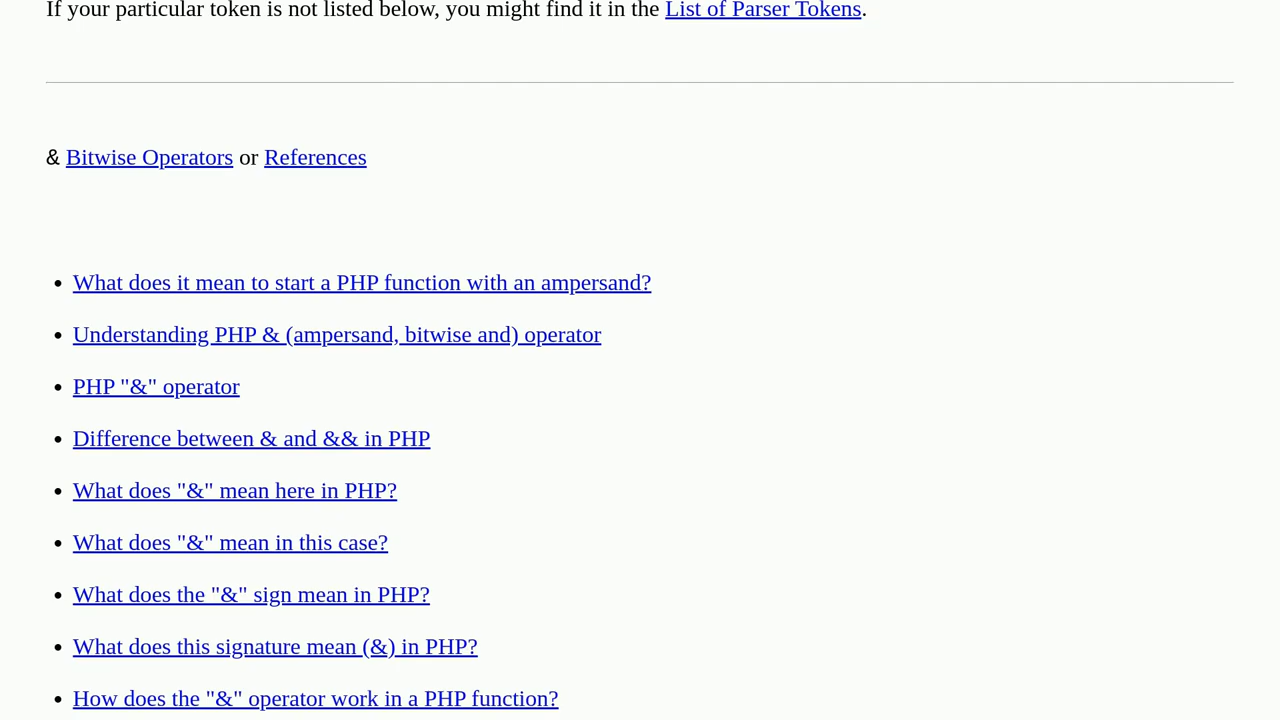 If your particular token is not listed below, you might find it in the List of Parser Tokens.
& Bitwise Operators or References
• What does it mean to start a PHP function with an ampersand?
• Understanding PHP & (ampersand, bitwise and) operator
• PHP "&" operator
• Difference between & and && in PHP
• What does "&" mean here in PHP?
• What does "&" mean in this case?
• What does the "&" sign mean in PHP?
• What does this signature mean (&) in PHP?
• How does the "&" operator work in a PHP function?